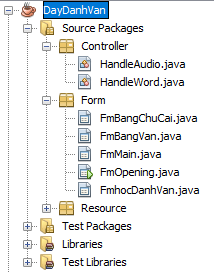 DayDanhVan
Source Packages
Controller
HandleAudio.java
HandleWord.java
Form
FmBangChuCai.java
FmBangVan.java
FmMain.java
FmOpening.java
FmhocDanhVan.java
Resource
Test Packages
Libraries
Test Libraries